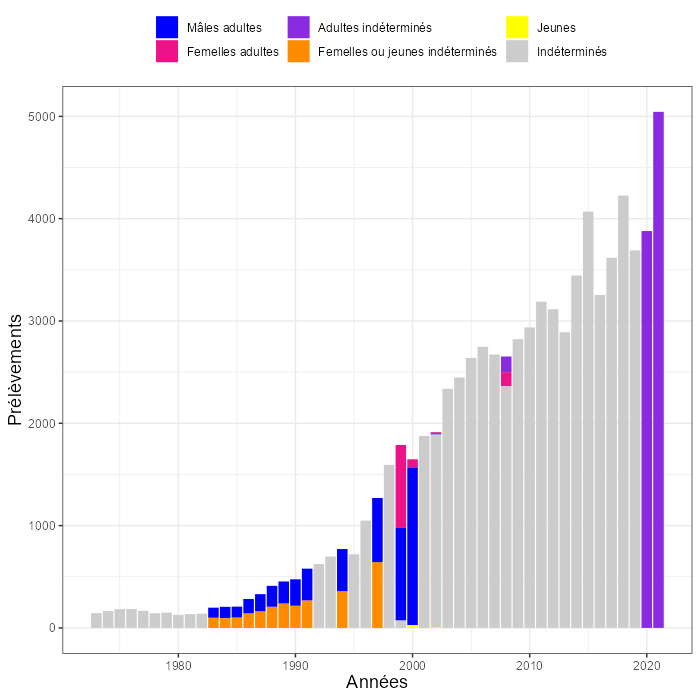 Mâles adultes Adultes indéterminés Jeunes
Femelles adultes Femelles ou jeunes indéterminés Indéterminés
5000
4000
3000
2000
1000
0
Prélèvements
1980 1990 2000 2010 2020
Années